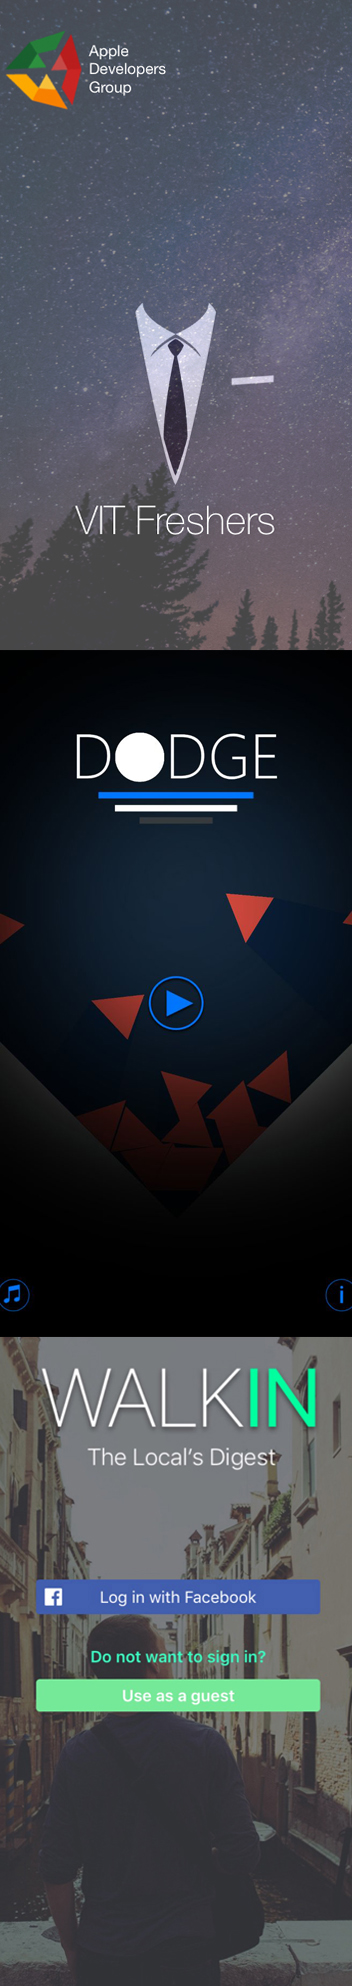 Apple
Developers
Group
VIT Freshers
DODGE
WALKIN
The Local's Digest
Log in with Facebook
Do not want to sign in?
Use as a guest